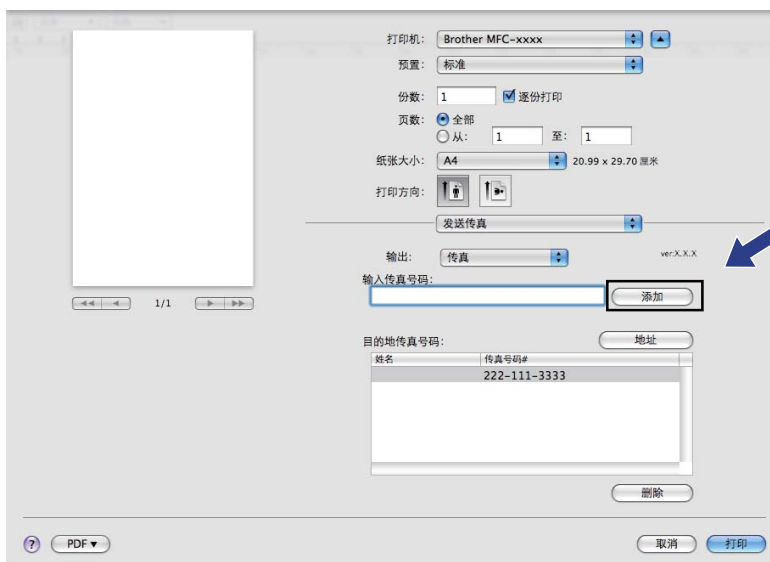 打印机: Brother MFC-xxxx
预置: 标准
份数: 1 逐份打印
页数: 全部
从: 1 至: 1
纸张大小: A4 20.99 x 29.70 厘米
打印方向:
发送传真
输出: 传真 ver:X.X.X
输入传真号码:
添加
1/1
目的地传真号码: 地址
姓名 传真号码#
222-111-3333
删除
? PDF 取消 打印